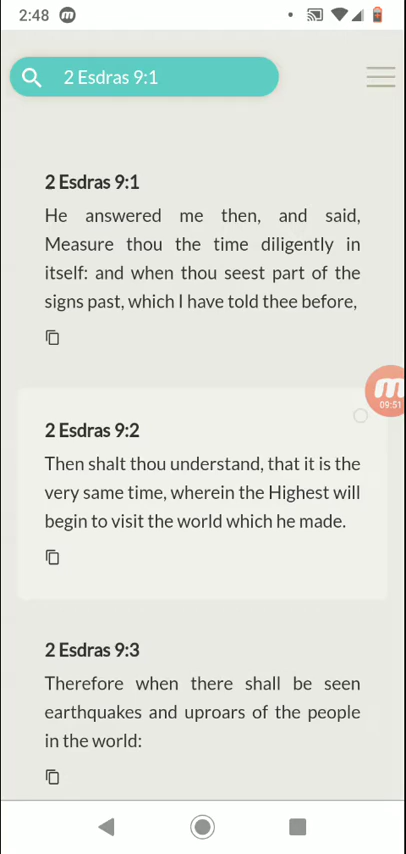 2:48
2 Esdras 9:1
2 Esdras 9:1
He answered me then, and said,
Measure thou the time diligently in
itself: and when thou seest part of the
signs past, which I have told thee before,
m
09:51
2 Esdras 9:2
Then shalt thou understand, that it is the
very same time, wherein the Highest will
begin to visit the world which he made.
2 Esdras 9:3
Therefore when there shall be seen
earthquakes and uproars of the people
in the world: